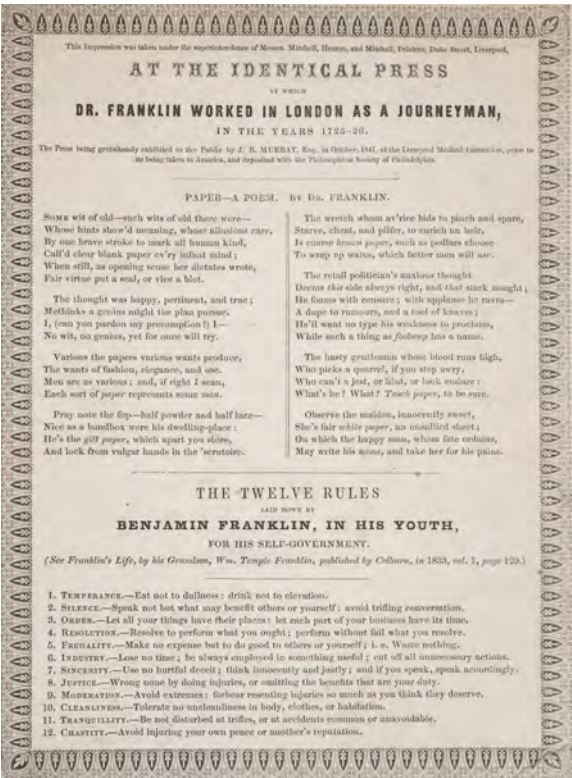 This Impression was taken under the superintendence of Messrs. Mitchell, Heaton, and Mitchell, Printers, Duke Street, Liverpool,
AT THE IDENTICAL PRESS
AT WHICH
DR. FRANKLIN WORKED IN LONDON AS A JOURNEYMAN,
IN THE YEARS 1725-26.
The Press being gratuitously exhibited to the Public by J. B. MURRAY, Esq., in October, 1841, at the Liverpool Medical Institution, prior to
its being taken to America, and deposited with the Philosophical Society of Philadelphia.
PAPER—A POEM. BY DR. FRANKLIN.
SOME wit of old—such wits of old there were—
Whose hints show'd meaning, whose allusions care,
By one brave stroke to mark all human kind,
Call'd clear blank paper ev'ry infant mind;
When still, as opening sense her dictates wrote,
Fair virtue put a seal, or vice a blot.
The thought was happy, pertinent, and true;
Methinks a genius might the plan pursue.
I, (can you pardon my presumption?) I—
No wit, no genius, yet for once will try.
Various the papers various wants produce,
The wants of fashion, elegance, and use.
Men are as various; and, if right I scan,
Each sort of paper represents some man.
Pray note the fop—half powder and half lace—
Nice as a bandbox were his dwelling-place:
He's the gilt paper, which apart you store,
And lock from vulgar hands in the 'scrutoire.
The wretch whom av'rice bids to pinch and spare,
Starve, cheat, and pilfer, to enrich an heir,
Is coarse brown paper, such as pedlars choose
To wrap up wares, which better men will use.
The retail politician's anxious thought
Deems this side always right, and that stark nought;
He foams with censure; with applause he raves—
A dupe to rumours, and a tool of knaves;
He'll want no type his weakness to proclaim,
While such a thing as foolscap has a name.
The hasty gentleman whose blood runs high,
Who picks a quarrel, if you step awry,
Who can't a jest, or hint, or look endure:
What's he? What? Touch paper, to be sure.
Observe the maiden, innocently sweet,
She's fair white paper, an unsullied sheet;
On which the happy man, whom fate ordains,
May write his name, and take her for his pains.
THE TWELVE RULES
LAID DOWN BY
BENJAMIN FRANKLIN, IN HIS YOUTH,
FOR HIS SELF-GOVERNMENT.
(See Franklin's Life, by his Grandson, Wm. Temple Franklin, published by Colburn, in 1833, vol. 1, page 120.)
1. TEMPERANCE.—Eat not to dullness: drink not to elevation.
2. SILENCE.—Speak not but what may benefit others or yourself: avoid trifling conversation.
3. ORDER.—Let all your things have their places: let each part of your business have its time.
4. RESOLUTION.—Resolve to perform what you ought; perform without fail what you resolve.
5. FRUGALITY.—Make no expense but to do good to others or yourself; i. e. Waste nothing.
6. INDUSTRY.—Lose no time; be always employed in something useful; cut off all unnecessary actions.
7. SINCERITY.—Use no hurtful deceit; think innocently and justly; and if you speak, speak accordingly.
8. JUSTICE.—Wrong none by doing injuries, or omitting the benefits that are your duty.
9. MODERATION.—Avoid extremes: forbear resenting injuries so much as you think they deserve.
10. CLEANLINESS.—Tolerate no uncleanliness in body, clothes, or habitation.
11. TRANQUILLITY.—Be not disturbed at trifles, or at accidents common or unavoidable.
12. CHASTITY.—Avoid injuring your own peace or another's reputation.